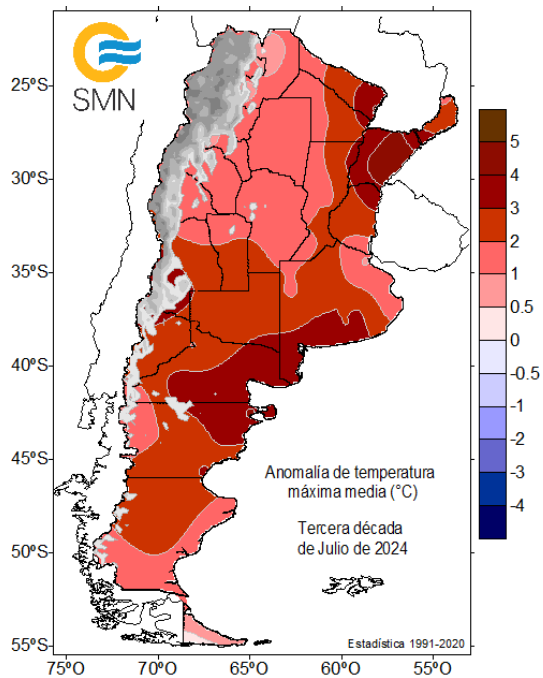 SMN
25ºS
30ºS
35ºS
40ºS
45ºS
50ºS
55ºS
75ºO
70ºO
65ºO
60ºO
55ºO
5
4
3
2
1
0.5
0
-0.5
-1
-2
-3
-4
Anomalía de temperatura
máxima media (°C)
Tercera década
de Julio de 2024
Estadística 1991-2020